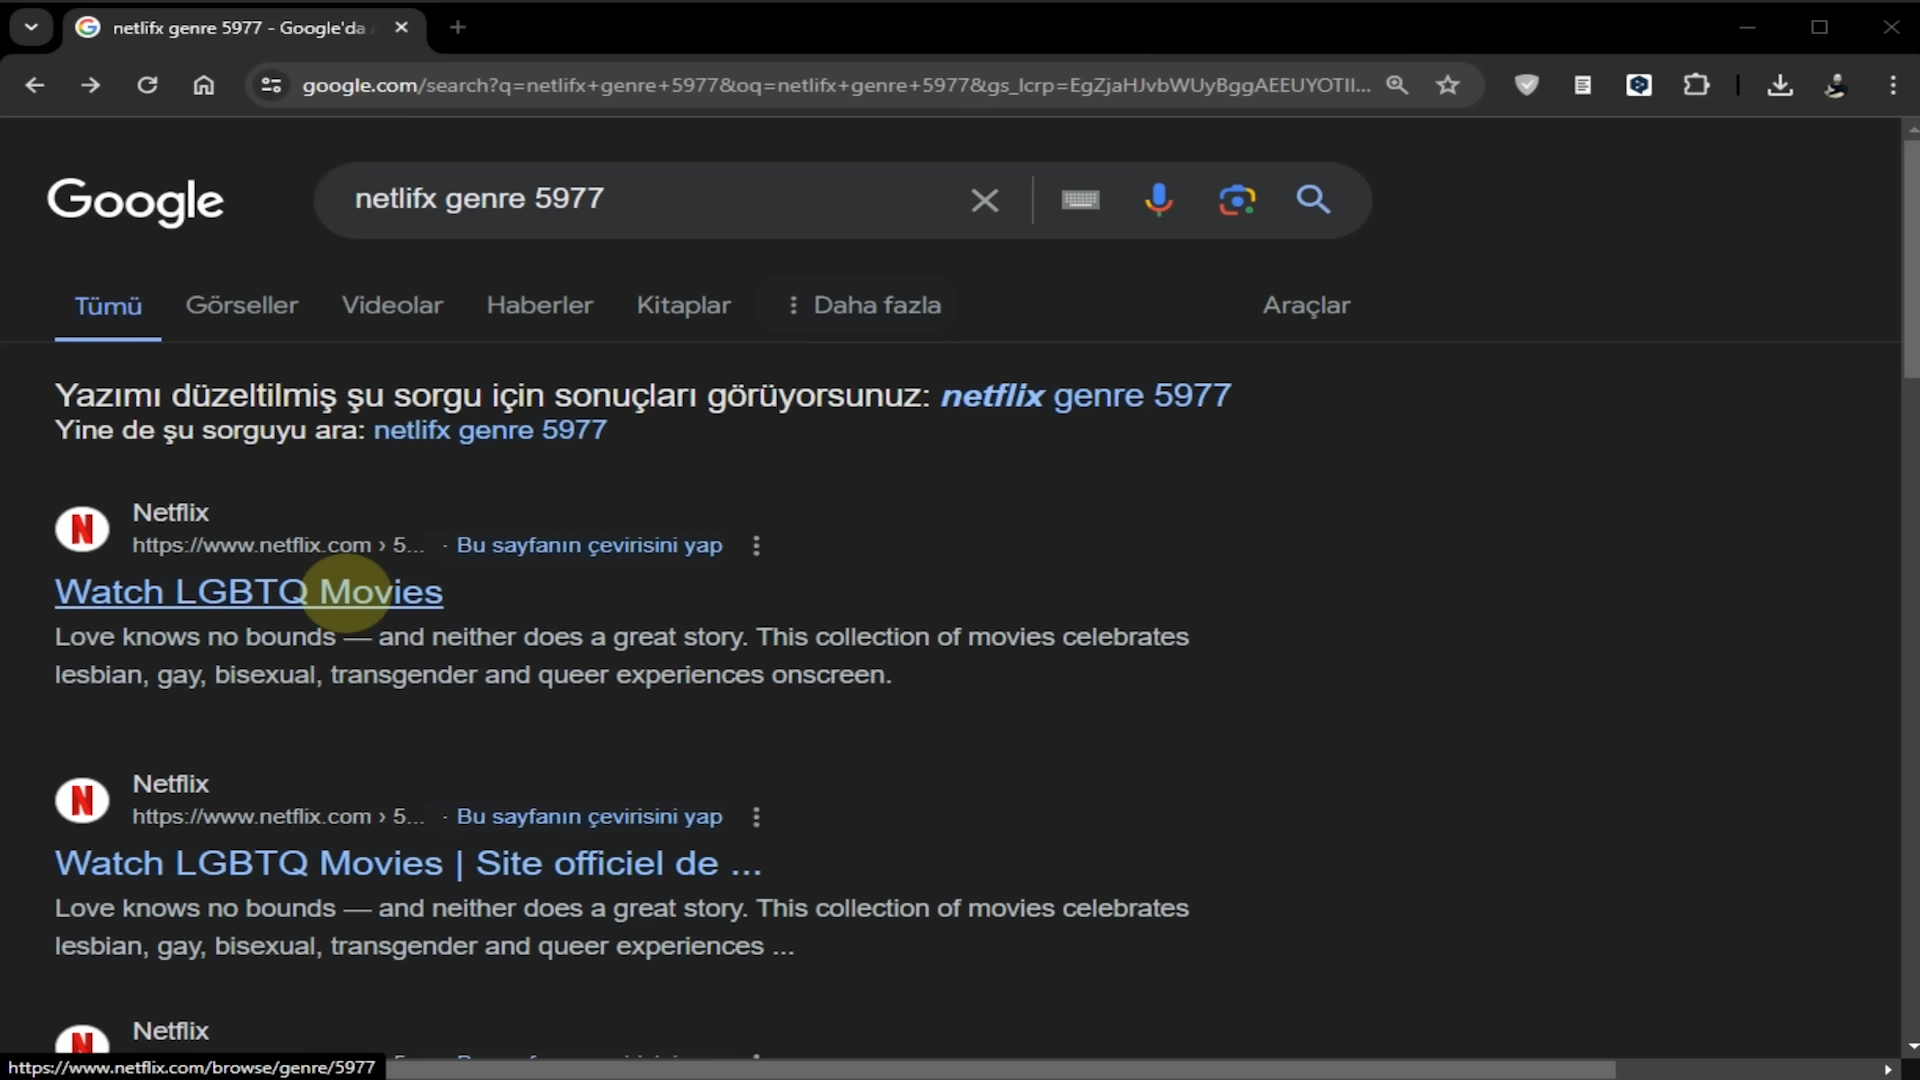 netlifx genre 5977 - Google'da
google.com/search?q=netlifx+genre+5977&oq=netlifx+genre+5977&gs_lcrp=EgZjaHJvbWUyBggAEEUYOTII...
Google
netlifx genre 5977
Tümü Görseller Videolar Haberler Kitaplar Daha fazla Araçlar
Yazımı düzeltilmiş şu sorgu için sonuçları görüyorsunuz: netflix genre 5977
Yine de şu sorguyu ara: netlifx genre 5977
Netflix
https://www.netflix.com › 5... · Bu sayfanın çevirisini yap
Watch LGBTQ Movies
Love knows no bounds — and neither does a great story. This collection of movies celebrates
lesbian, gay, bisexual, transgender and queer experiences onscreen.
Netflix
https://www.netflix.com › 5... · Bu sayfanın çevirisini yap
Watch LGBTQ Movies | Site officiel de ...
Love knows no bounds — and neither does a great story. This collection of movies celebrates
lesbian, gay, bisexual, transgender and queer experiences ...
Netflix
https://www.netflix.com/browse/genre/5977